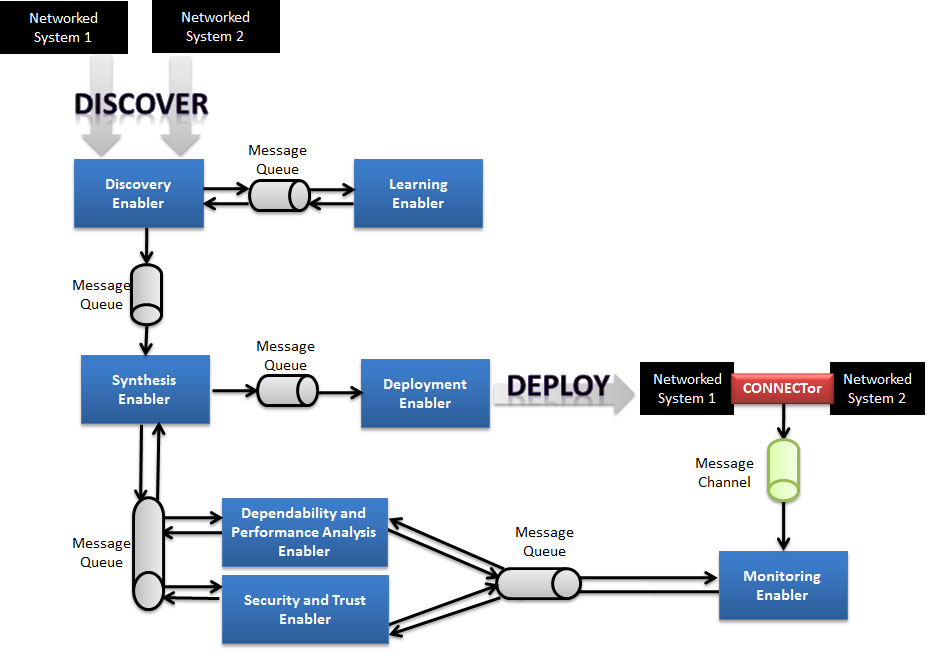 Networked
System 1
Networked
System 2
DISCOVER
Message
Queue
Discovery
Enabler
Learning
Enabler
Message
Queue
Message
Queue
Synthesis
Enabler
Deployment
Enabler
DEPLOY
Networked
System 1
CONNECTor
Networked
System 2
Message
Channel
Dependability and
Performance Analysis
Enabler
Message
Queue
Message
Queue
Security and Trust
Enabler
Monitoring
Enabler